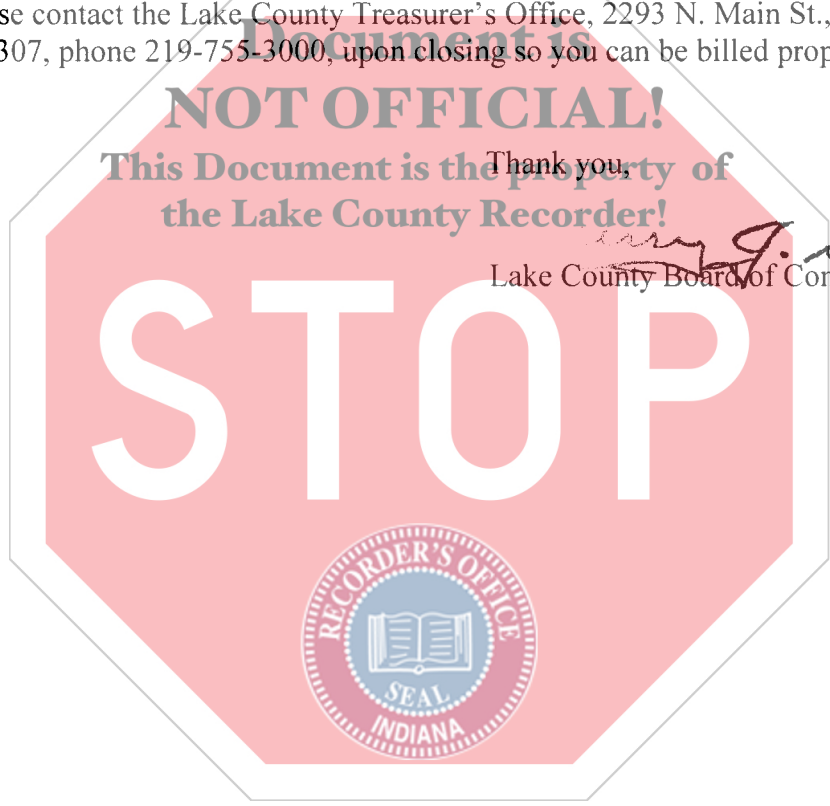 se contact the Lake County Treasurer's Office, 2293 N. Main St.,
Document is
307, phone 219-755-3000, upon closing so you can be billed prop
NOT OFFICIAL!
Thank you,
This Document is the property of
the Lake County Recorder!
Lake County Board of Con
STOP
RECORDER'S OFFICE
SEAL
INDIANA